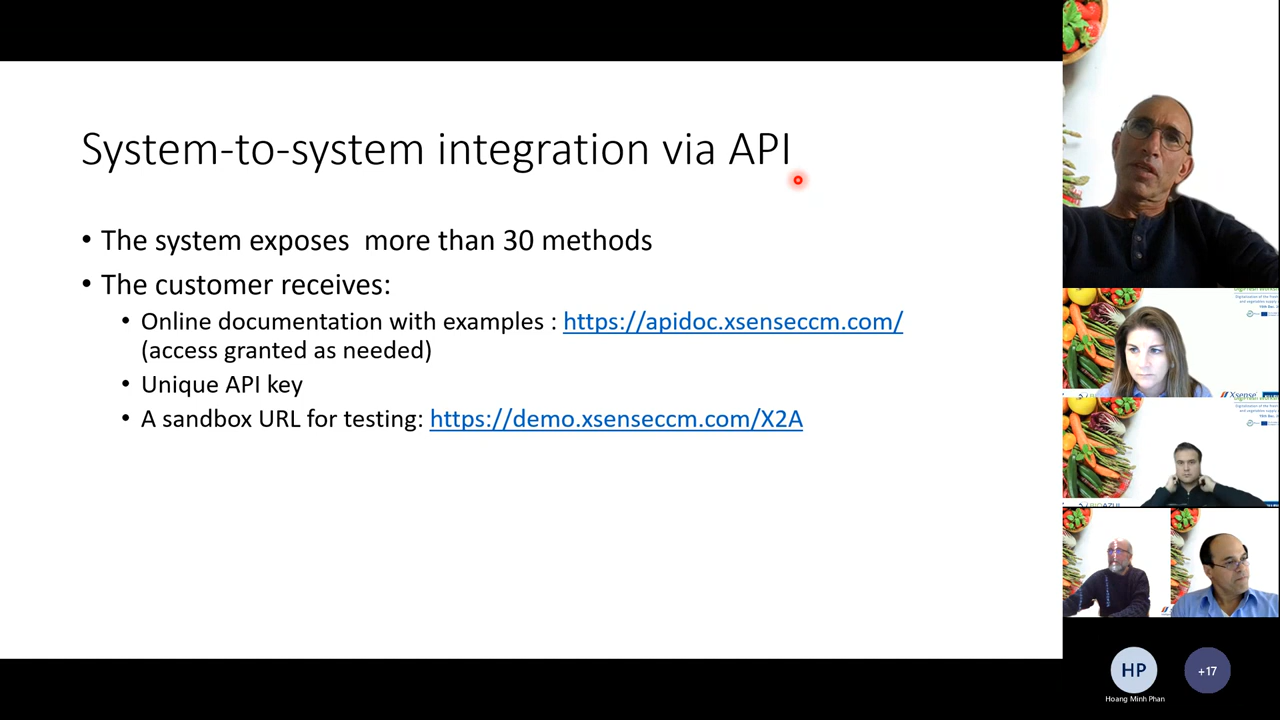 System-to-system integration via API
• The system exposes  more than 30 methods
• The customer receives:
• Online documentation with examples : https://apidoc.xsenseccm.com/
(access granted as needed)
• Unique API key
• A sandbox URL for testing: https://demo.xsenseccm.com/X2A
Xsense
BIOAZUL
HP
+17
Hoang Minh Phan